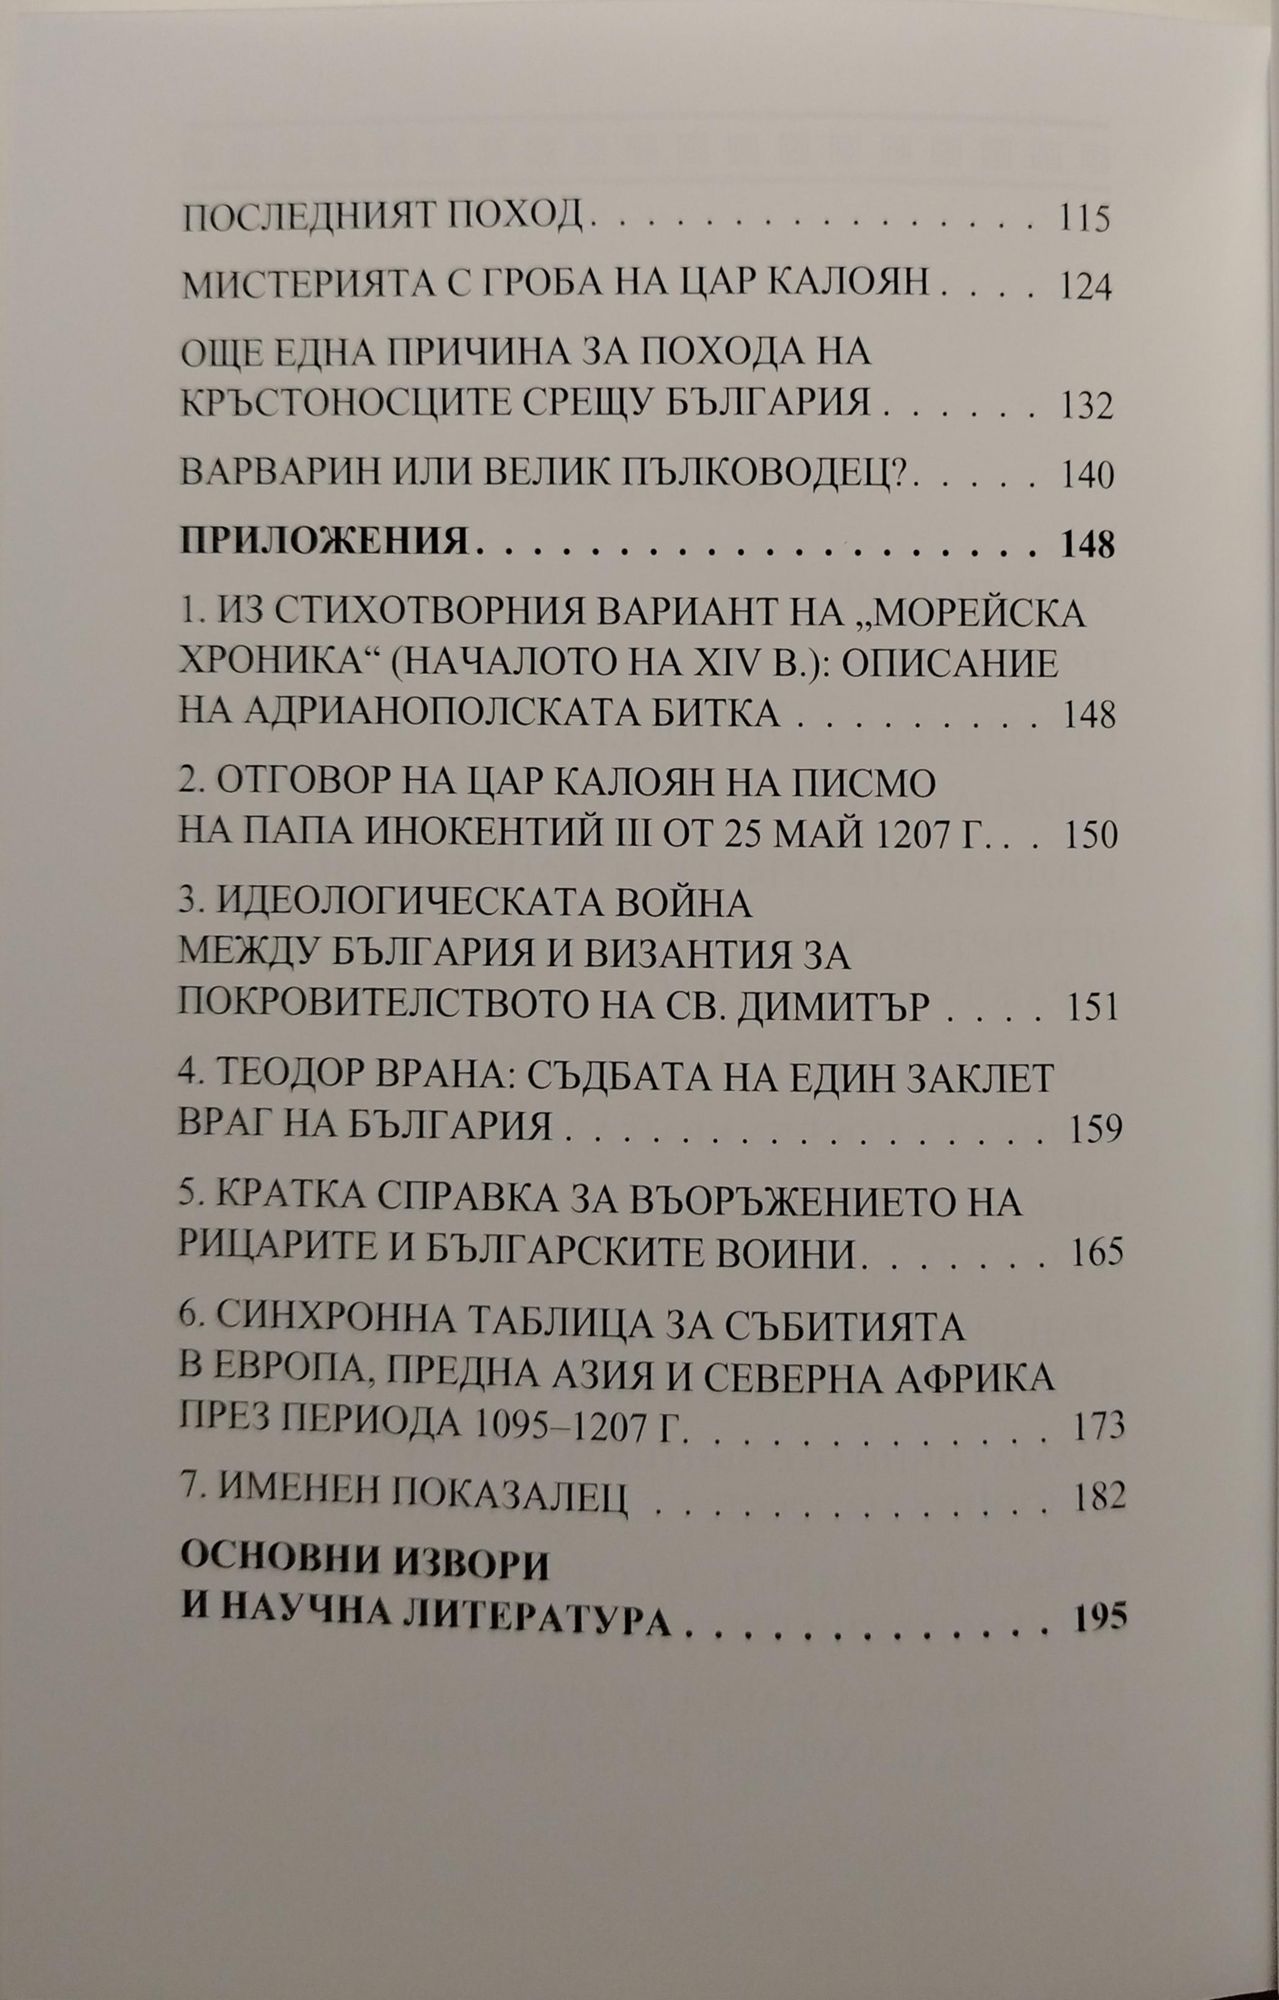 ПОСЛЕДНИЯТ ПОХОД. . . . . . . . . . . . . . . . 115
МИСТЕРИЯТА С ГРОБА НА ЦАР КАЛОЯН . . . . 124
ОЩЕ ЕДНА ПРИЧИНА ЗА ПОХОДА НА
КРЪСТОНОСЦИТЕ СРЕЩУ БЪЛГАРИЯ . . . . . . 132
ВАРВАРИН ИЛИ ВЕЛИК ПЪЛКОВОДЕЦ?. . . . . 140
ПРИЛОЖЕНИЯ. . . . . . . . . . . . . . . . . . . . 148
1. ИЗ СТИХОТВОРНИЯ ВАРИАНТ НА „МОРЕЙСКА
ХРОНИКА“ (НАЧАЛОТО НА XIV В.): ОПИСАНИЕ
НА АДРИАНОПОЛСКАТА БИТКА . . . . . . . . . 148
2. ОТГОВОР НА ЦАР КАЛОЯН НА ПИСМО
НА ПАПА ИНОКЕНТИЙ III ОТ 25 МАЙ 1207 Г. . . 150
3. ИДЕОЛОГИЧЕСКАТА ВОЙНА
МЕЖДУ БЪЛГАРИЯ И ВИЗАНТИЯ ЗА
ПОКРОВИТЕЛСТВОТО НА СВ. ДИМИТЪР . . . . 151
4. ТЕОДОР ВРАНА: СЪДБАТА НА ЕДИН ЗАКЛЕТ
ВРАГ НА БЪЛГАРИЯ . . . . . . . . . . . . . . . . . 159
5. КРАТКА СПРАВКА ЗА ВЪОРЪЖЕНИЕТО НА
РИЦАРИТЕ И БЪЛГАРСКИТЕ ВОИНИ. . . . . . . 165
6. СИНХРОННА ТАБЛИЦА ЗА СЪБИТИЯТА
В ЕВРОПА, ПРЕДНА АЗИЯ И СЕВЕРНА АФРИКА
ПРЕЗ ПЕРИОДА 1095–1207 Г. . . . . . . . . . . . . 173
7. ИМЕНЕН ПОКАЗАЛЕЦ . . . . . . . . . . . . . . 182
ОСНОВНИ ИЗВОРИ
И НАУЧНА ЛИТЕРАТУРА . . . . . . . . . . . . . 195